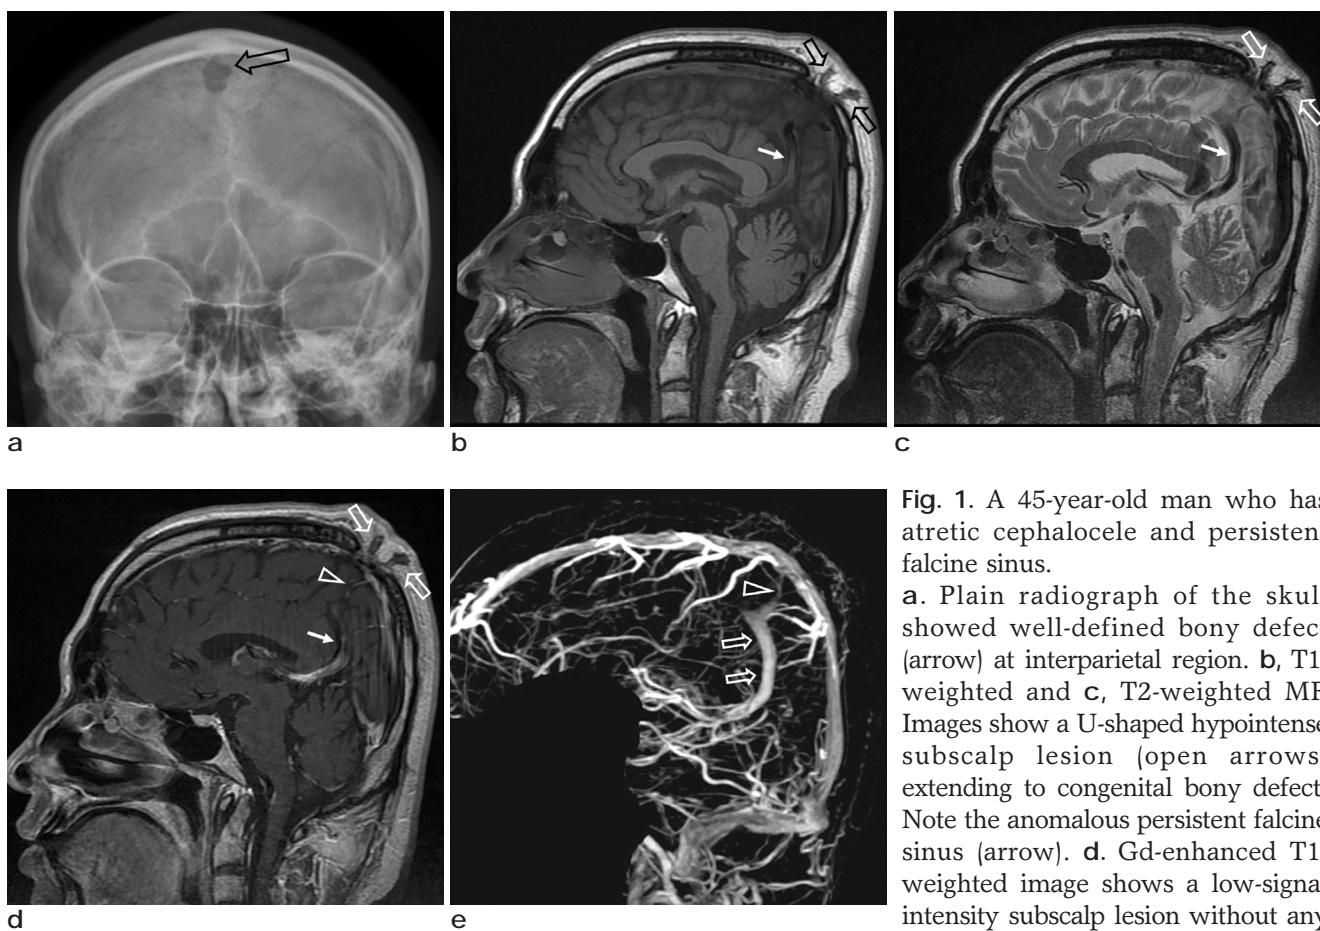 a
b
c
d
e
Fig. 1. A 45-year-old man who has
atretic cephalocele and persisten
falcine sinus.
a. Plain radiograph of the skul
showed well-defined bony defec
(arrow) at interparietal region. b, T1
weighted and c, T2-weighted MR
Images show a U-shaped hypointense
subscalp lesion (open arrows
extending to congenital bony defect
Note the anomalous persistent falcine
sinus (arrow). d. Gd-enhanced T1
weighted image shows a low-signa
intensity subscalp lesion without any